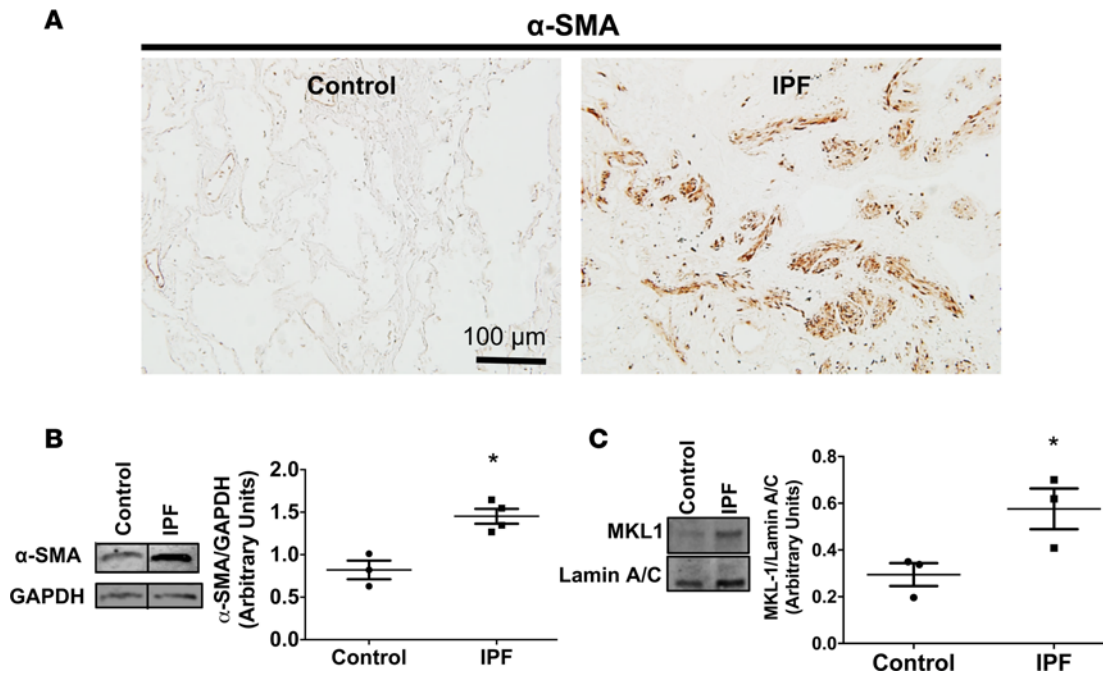 A
α-SMA
Control
IPF
100 μm
B
Control
IPF
α-SMA
GAPDH
α-SMA/GAPDH
(Arbitrary Units)
2.0
1.5
1.0
0.5
0.0
*
Control
IPF
C
Control
IPF
MKL1
Lamin A/C
MKL-1/Lamin A/C
(Arbitrary Units)
0.8
0.6
0.4
0.2
0.0
*
Control
IPF